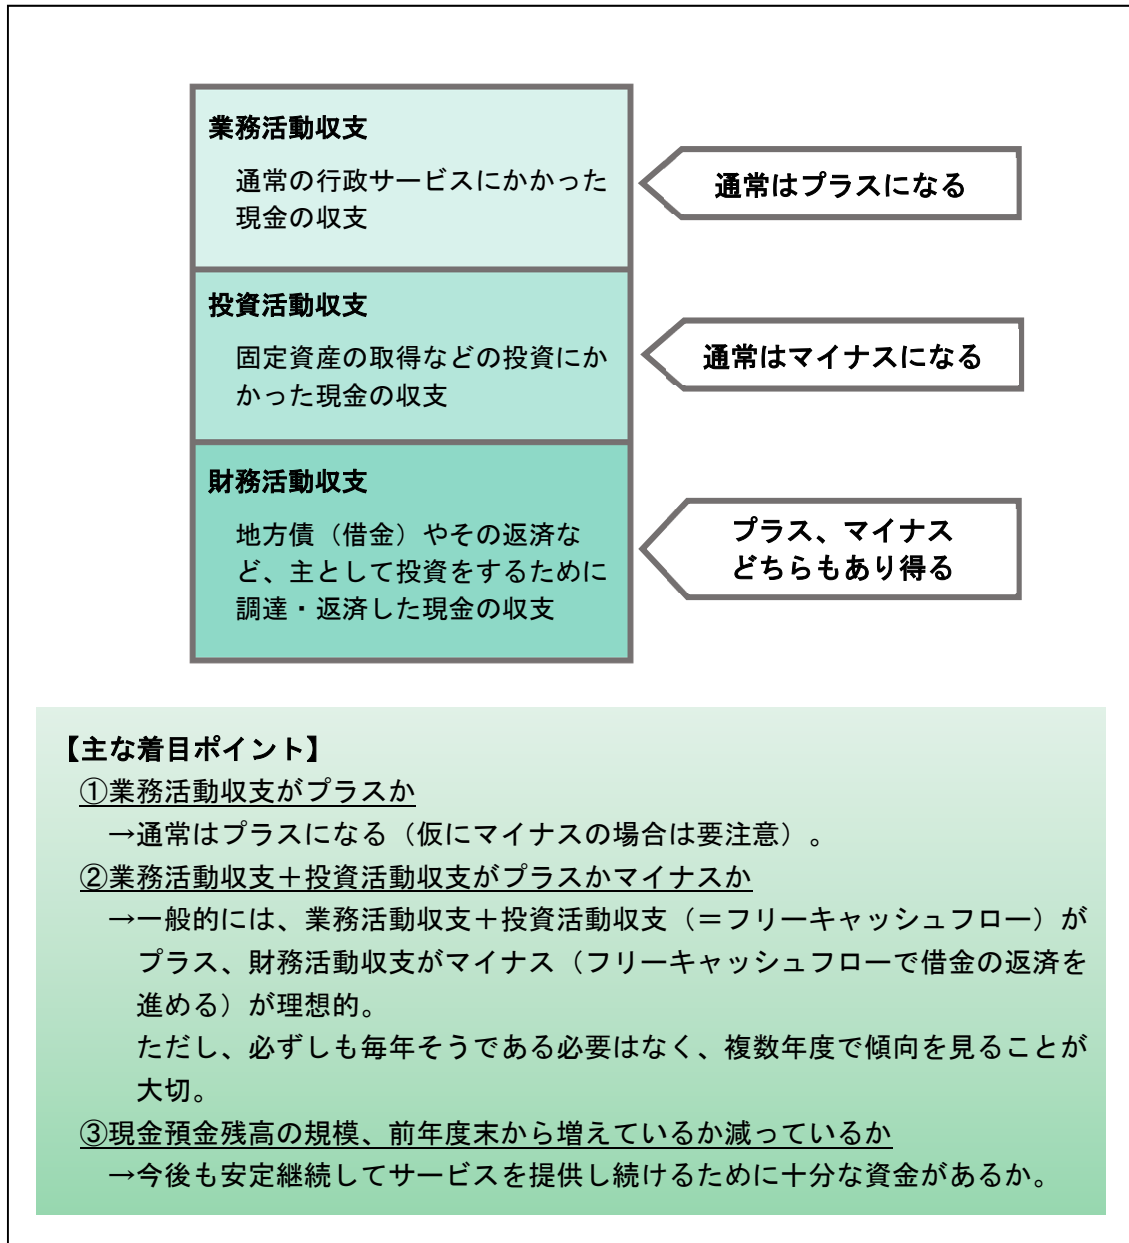 業務活動収支
通常の行政サービスにかかった
現金の収支
通常はプラスになる
投資活動収支
固定資産の取得などの投資にか
かった現金の収支
通常はマイナスになる
財務活動収支
地方債（借金）やその返済な
ど、主として投資をするために
調達・返済した現金の収支
プラス、マイナス
どちらもあり得る
【主な着目ポイント】
①業務活動収支がプラスか
→通常はプラスになる（仮にマイナスの場合は要注意）。
②業務活動収支＋投資活動収支がプラスかマイナスか
→一般的には、業務活動収支＋投資活動収支（＝フリーキャッシュフロー）が
プラス、財務活動収支がマイナス（フリーキャッシュフローで借金の返済を
進める）が理想的。
ただし、必ずしも毎年そうである必要はなく、複数年度で傾向を見ることが
大切。
③現金預金残高の規模、前年度末から増えているか減っているか
→今後も安定継続してサービスを提供し続けるために十分な資金があるか。